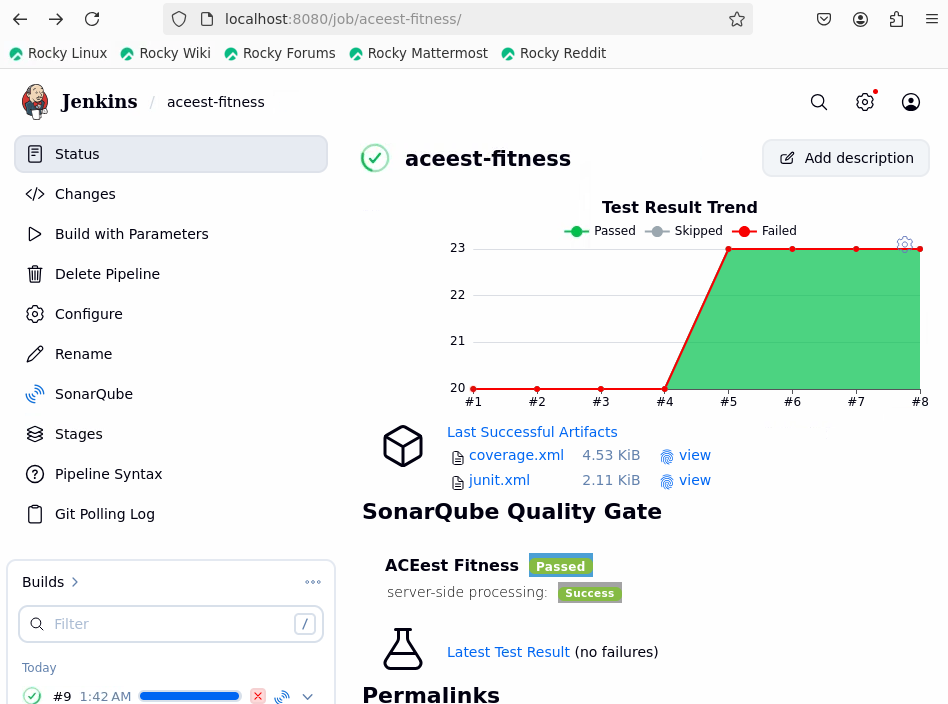 localhost:8080/job/aceest-fitness/
Rocky Linux Rocky Wiki Rocky Forums Rocky Mattermost Rocky Reddit
Jenkins / aceest-fitness
Status
Changes
Build with Parameters
Delete Pipeline
Configure
Rename
SonarQube
Stages
Pipeline Syntax
Git Polling Log
Builds
Filter /
Today
#9 1:42 AM
aceest-fitness
Add description
Test Result Trend
Passed Skipped Failed
23
22
21
20
#1 #2 #3 #4 #5 #6 #7 #8
Last Successful Artifacts
coverage.xml 4.53 KiB view
junit.xml 2.11 KiB view
SonarQube Quality Gate
ACEest Fitness Passed
server-side processing: Success
Latest Test Result (no failures)
Permalinks